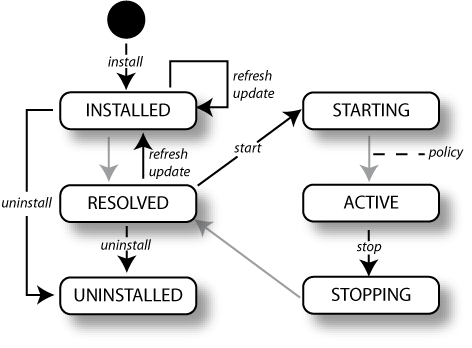 install
refresh
update
INSTALLED
STARTING
refresh
update
start
policy
uninstall
RESOLVED
ACTIVE
uninstall
stop
UNINSTALLED
STOPPING